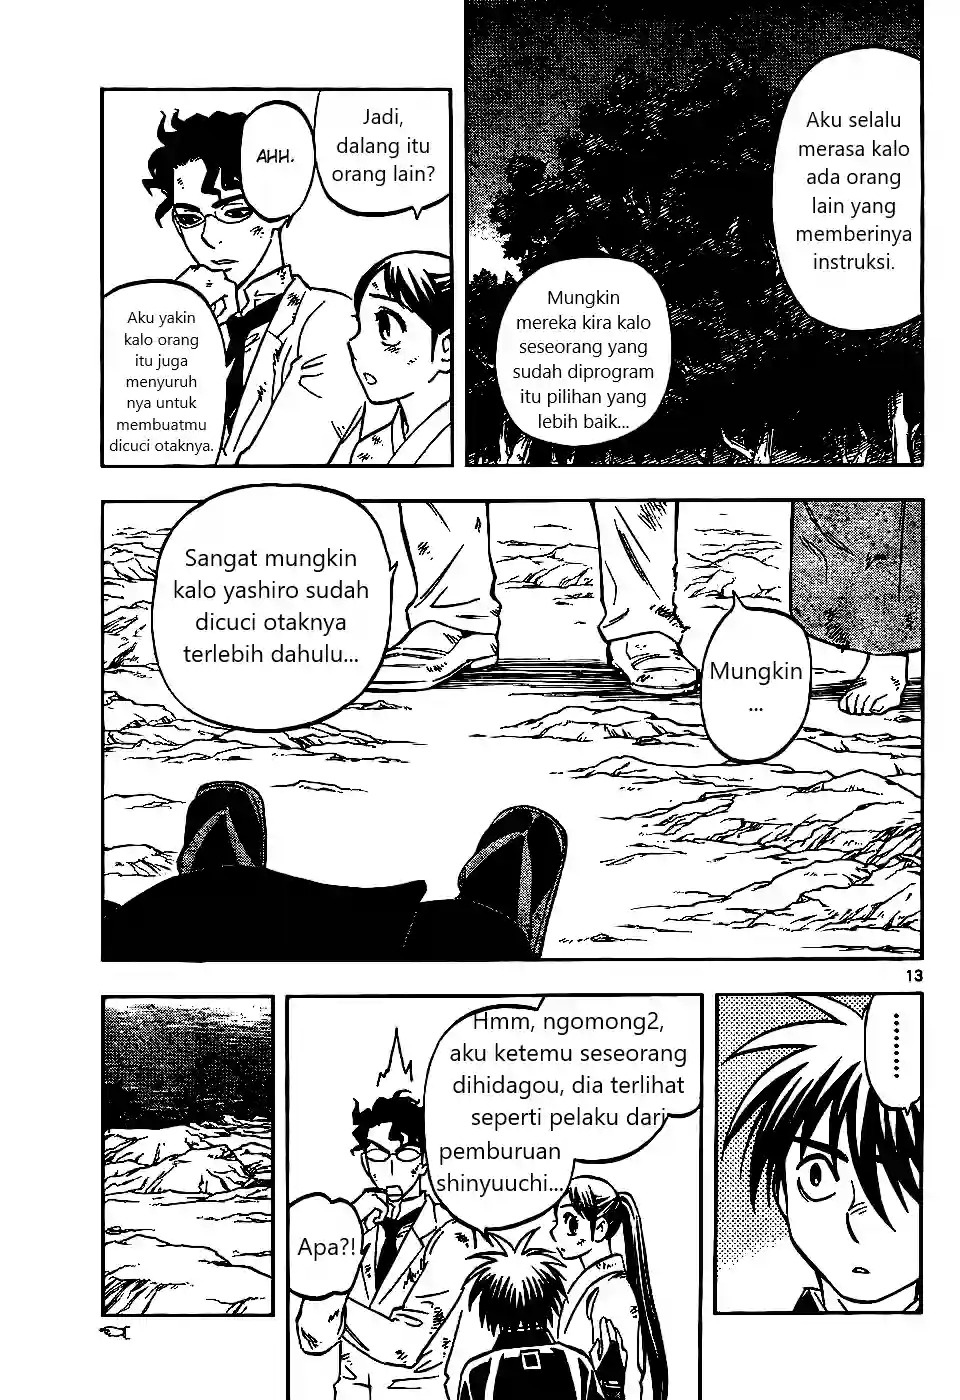 Aku selalu
merasa kalo
ada orang
lain yang
memberinya
instruksi.
Mungkin
mereka kira kalo
seseorang yang
sudah diprogram
itu pilihan yang
lebih baik...
Jadi,
dalang itu
orang lain?
AHH.
Aku yakin
kalo orang
itu juga
menyuruh
nya untuk
membuatmu
dicuci otaknya.
Mungkin
...
Sangat mungkin
kalo yashiro sudah
dicuci otaknya
terlebih dahulu...
13
.........
Hmm, ngomong2,
aku ketemu seseorang
dihidagou, dia terlihat
seperti pelaku dari
pemburuan
shinyuuchi...
Apa?!